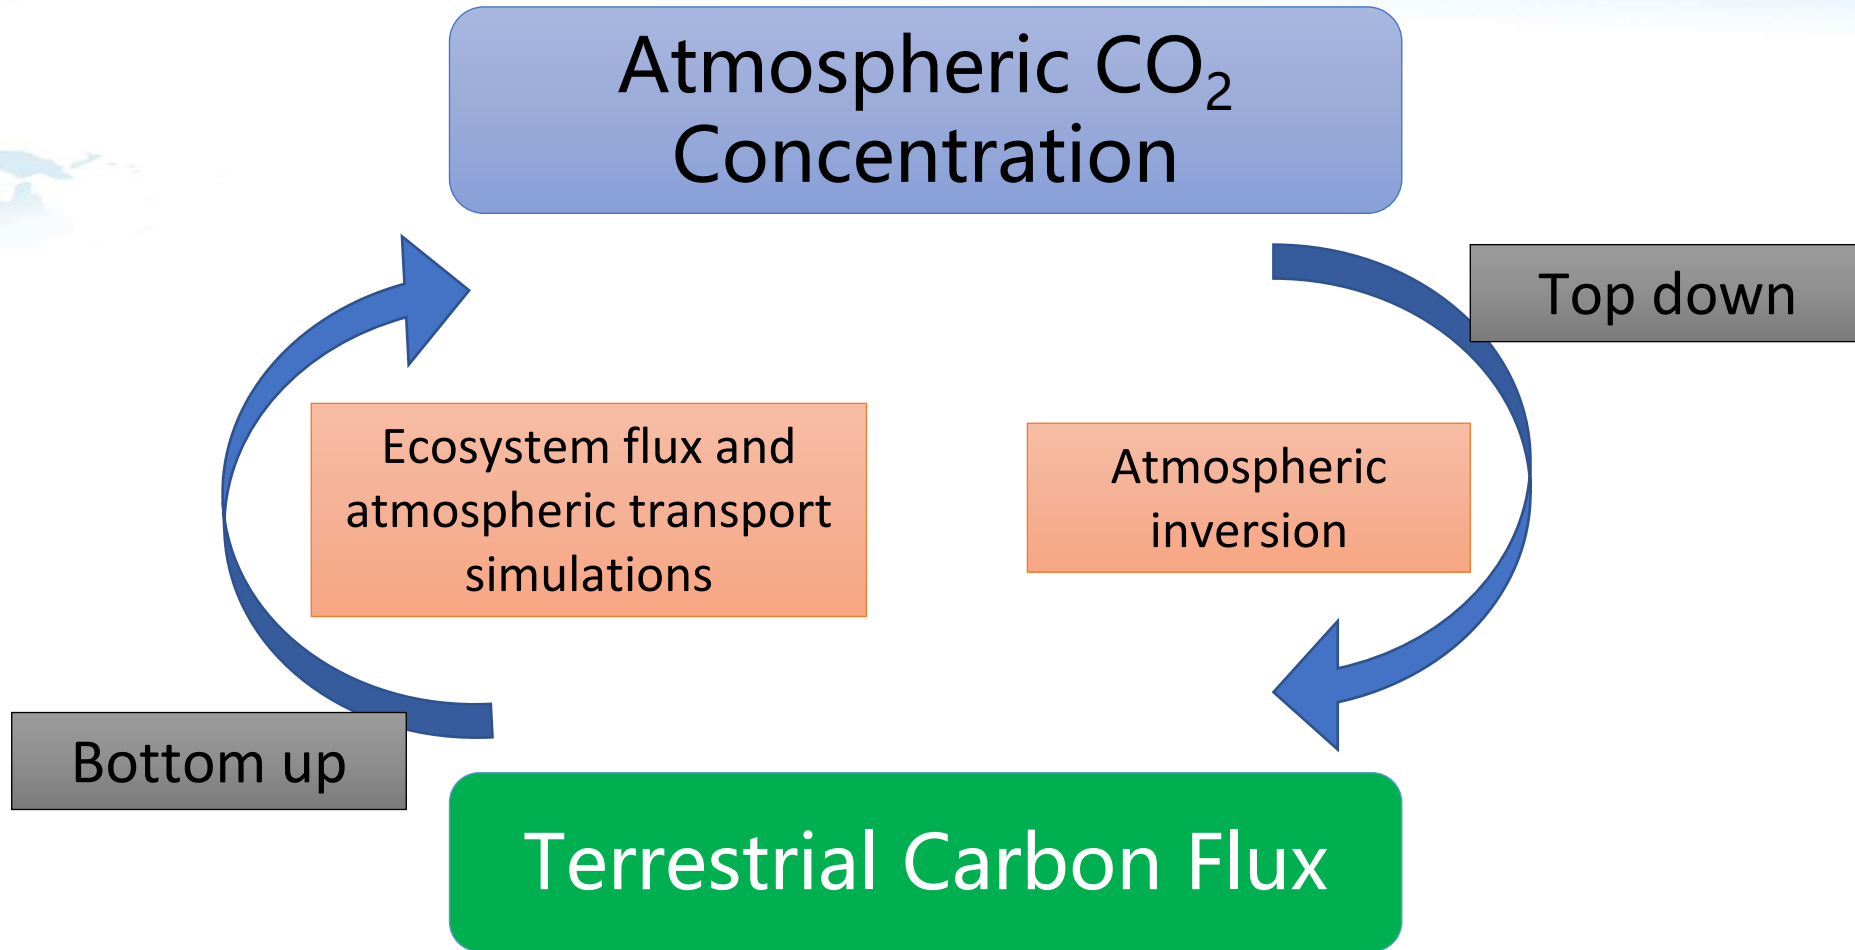 Atmospheric CO₂
Concentration
Top down
Ecosystem flux and
atmospheric transport
simulations
Atmospheric
inversion
Bottom up
Terrestrial Carbon Flux